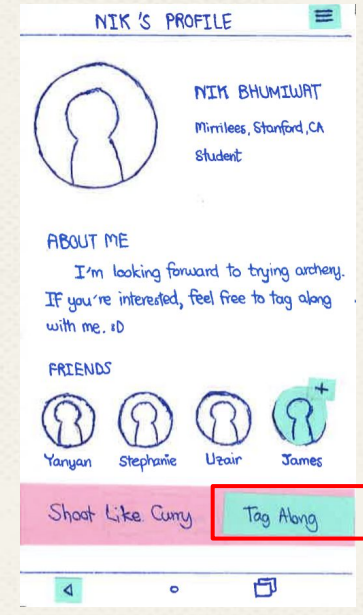 NIK'S PROFILE
NIK BHUMIWAT
Mirrilees, Stanford, CA
Student
ABOUT ME
I'm looking forward to trying archery.
If you're interested, feel free to tag along
with me. :D
FRIENDS
Yanyan Stephanie Uzair James
Shoot Like Curry Tag Along